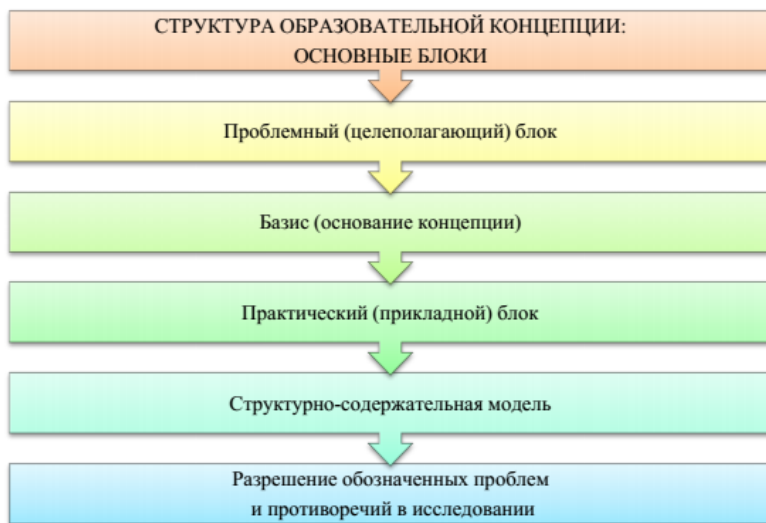 СТРУКТУРА ОБРАЗОВАТЕЛЬНОЙ КОНЦЕПЦИИ:
ОСНОВНЫЕ БЛОКИ
Проблемный (целеполагающий) блок
Базис (основание концепции)
Практический (прикладной) блок
Структурно-содержательная модель
Разрешение обозначенных проблем
и противоречий в исследовании